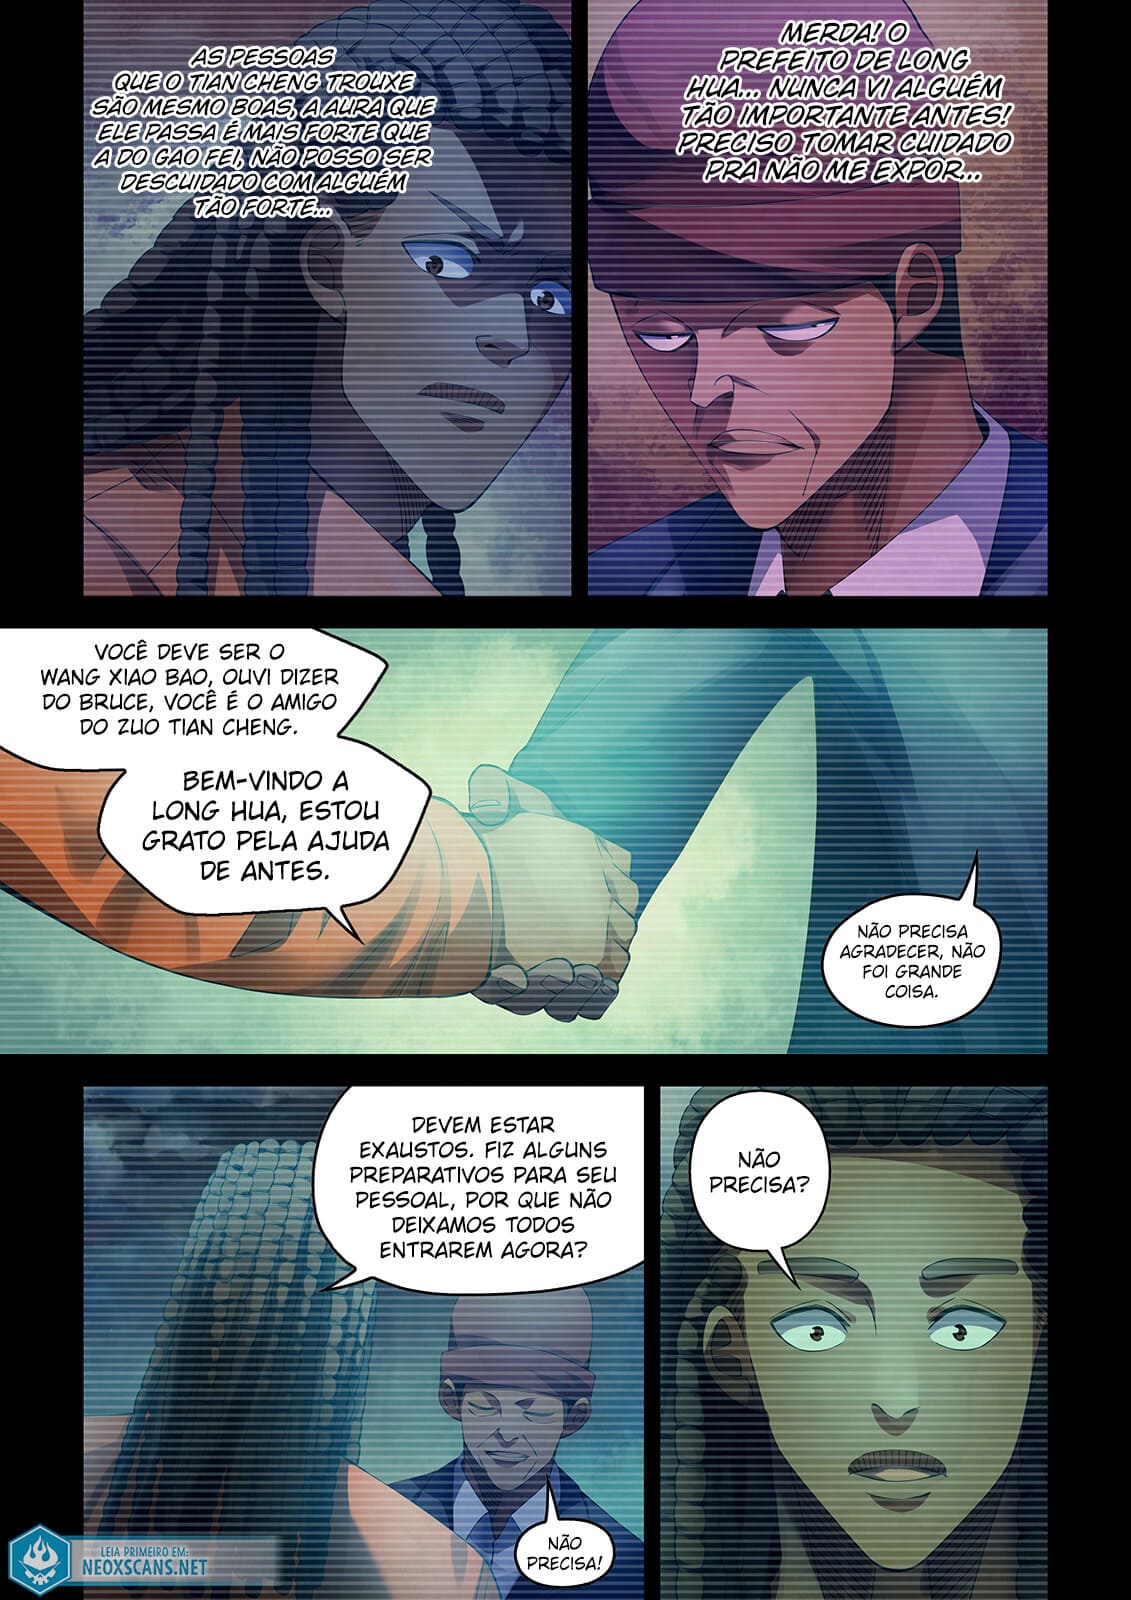 AS PESSOAS
QUE O TIAN CHENG TROUXE
SÃO MESMO BOAS, A AURA QUE
ELE PASSA É MAIS FORTE QUE
A DO GAO FEI, NÃO POSSO SER
DESCUIDADO COM ALGUÉM
TÃO FORTE...
MERDA! O
PREFEITO DE LONG
HUA... NUNCA VI ALGUÉM
TÃO IMPORTANTE ANTES!
PRECISO TOMAR CUIDADO
PRA NÃO ME EXPOR...
VOCÊ DEVE SER O
WANG XIAO BAO, OUVI DIZER
DO BRUCE, VOCÊ É O AMIGO
DO ZUO TIAN CHENG.
BEM-VINDO A
LONG HUA, ESTOU
GRATO PELA AJUDA
DE ANTES.
NÃO PRECISA
AGRADECER, NÃO
FOI GRANDE
COISA.
DEVEM ESTAR
EXAUSTOS. FIZ ALGUNS
PREPARATIVOS PARA SEU
PESSOAL, POR QUE NÃO
DEIXAMOS TODOS
ENTRAREM AGORA?
NÃO
PRECISA!
NÃO
PRECISA?
LEIA PRIMEIRO EM:
NEOXSCANS.NET